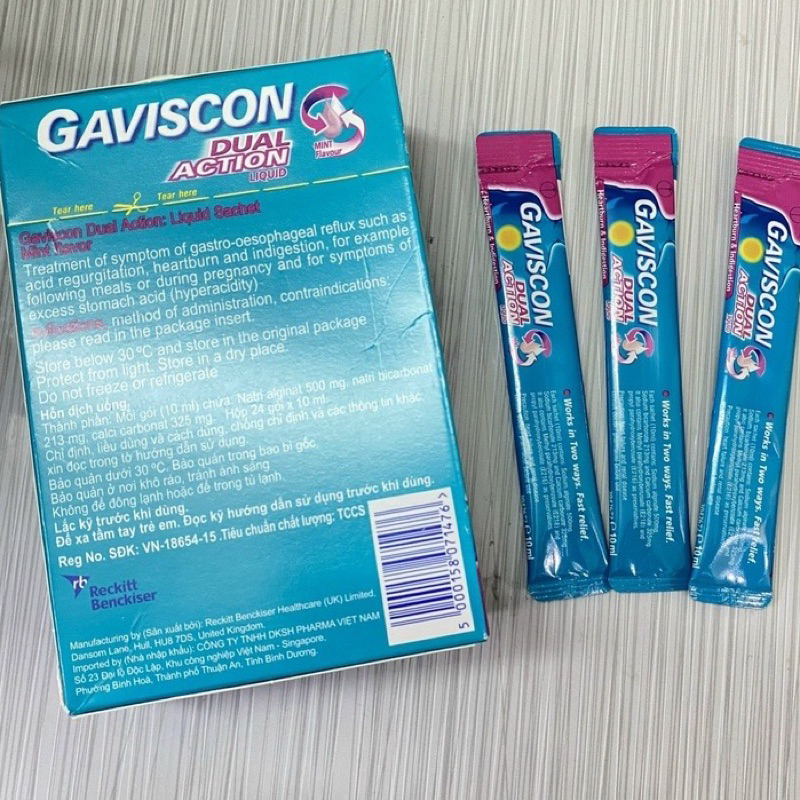 GAVISCON
DUAL
ACTION
LIQUID
MINT
Flavour
Tear here
Tear here
Gaviscon Dual Action: Liquid Sachet
Mint flavor
Treatment of symptom of gastro-oesophageal reflux such as
acid regurgitation, heartburn and indigestion, for example
following meals or during pregnancy and for symptoms of
excess stomach acid (hyperacidity)
method of administration, contraindications:
please read in the package insert
Store below 30°C and store in the original package
Protect from light. Store in a dry place.
Do not freeze or refrigerate
Hỗn dịch uống.
Thành phần: Mỗi gói (10 ml) chứa: Natri alginat 500 mg, natri bicarbonat
213 mg, calci carbonat 325 mg. Hộp 24 gói x 10 ml.
Chỉ định, liều dùng và cách dùng, chống chỉ định và các thông tin khác
xin đọc trong tờ hướng dẫn sử dụng.
Bảo quản dưới 30°C. Bảo quản trong bao bì gốc.
Bảo quản ở nơi khô ráo, tránh ánh sáng
Không để đông lạnh hoặc để trong tủ lạnh
Lắc kỹ trước khi dùng.
Để xa tầm tay trẻ em. Đọc kỹ hướng dẫn sử dụng trước khi dùng.
Reg No. SĐK: VN-18654-15 .Tiêu chuẩn chất lượng: TCCS
5 000158 071476 >
rb Reckitt
Benckiser
Manufacturing by (Sản xuất bởi): Reckitt Benckiser Healthcare (UK) Limited.
Dansom Lane, Hull, HU8 7DS, United Kingdom.
Imported by (Nhà nhập khẩu): CÔNG TY TNHH DKSH PHARMA VIET NAM
Số 23 Đại lộ Độc Lập, Khu công nghiệp Việt Nam - Singapore.
Phường Bình Hoà, Thành phố Thuận An, Tỉnh Bình Dương.
Heartburn & Indigestion
GAVISCON
DUAL
ACTION
Works in Two ways. Fast relief.
10 ml
Heartburn & Indigestion
GAVISCON
DUAL
ACTION
Works in Two ways. Fast relief.
10 ml
Heartburn & Indigestion
GAVISCON
DUAL
ACTION
Works in Two ways. Fast relief.
10 ml